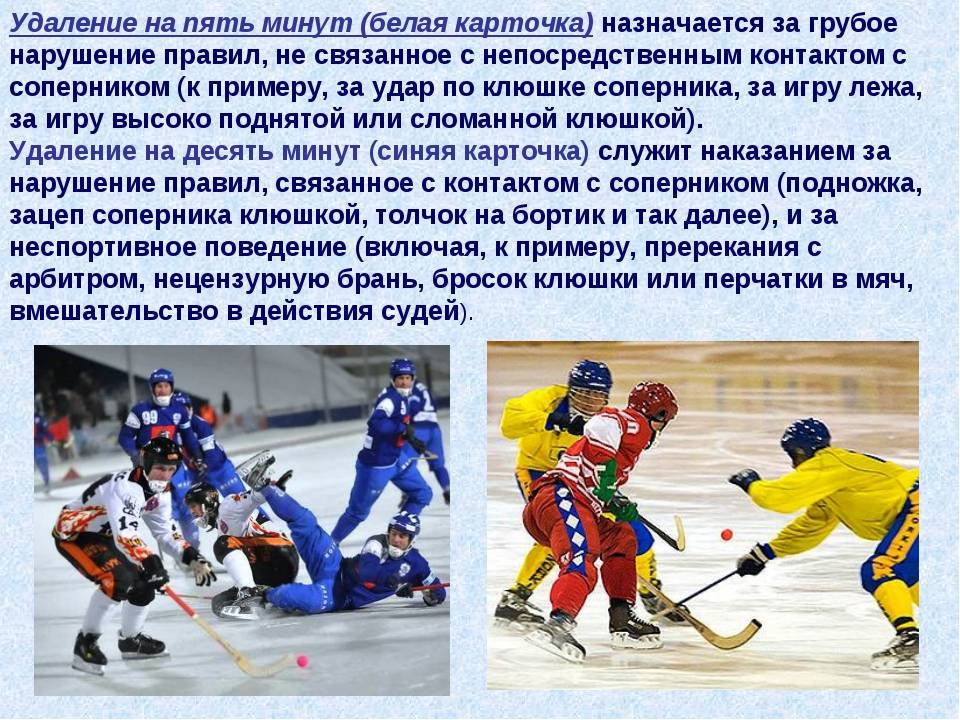 Удаление на пять минут (белая карточка) назначается за грубое
нарушение правил, не связанное с непосредственным контактом с
соперником (к примеру, за удар по клюшке соперника, за игру лежа,
за игру высоко поднятой или сломанной клюшкой).
Удаление на десять минут (синяя карточка) служит наказанием за
нарушение правил, связанное с контактом с соперником (подножка,
зацеп соперника клюшкой, толчок на бортик и так далее), и за
неспортивное поведение (включая, к примеру, пререкания с
арбитром, нецензурную брань, бросок клюшки или перчатки в мяч,
вмешательство в действия судей).
99
14